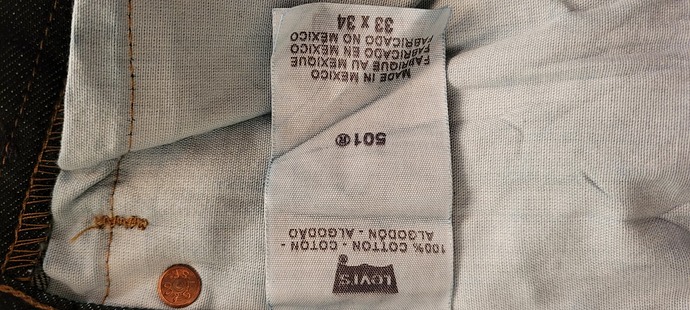 LEVI'S
®
100% COTTON - COTON -
ALGODÓN - ALGODÃO
501®
MADE IN MEXICO
FABRIQUE AU MEXIQUE
FABRICADO EN MEXICO
FABRICADO NO MEXICO
33 X 34